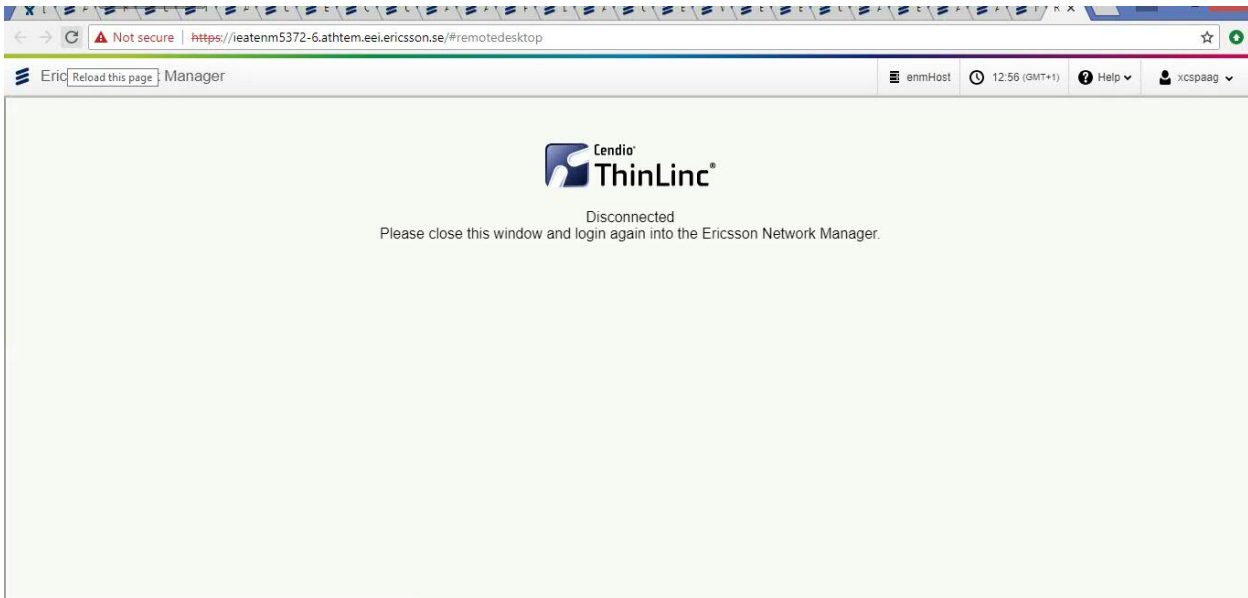 Not secure | https://ieatenm5372-6.athtem.eei.ericsson.se/#remotedesktop
Eric Reload this page Manager enmHost 12:56 (GMT+1) Help xcspaag
Cendio
ThinLinc®
Disconnected
Please close this window and login again into the Ericsson Network Manager.